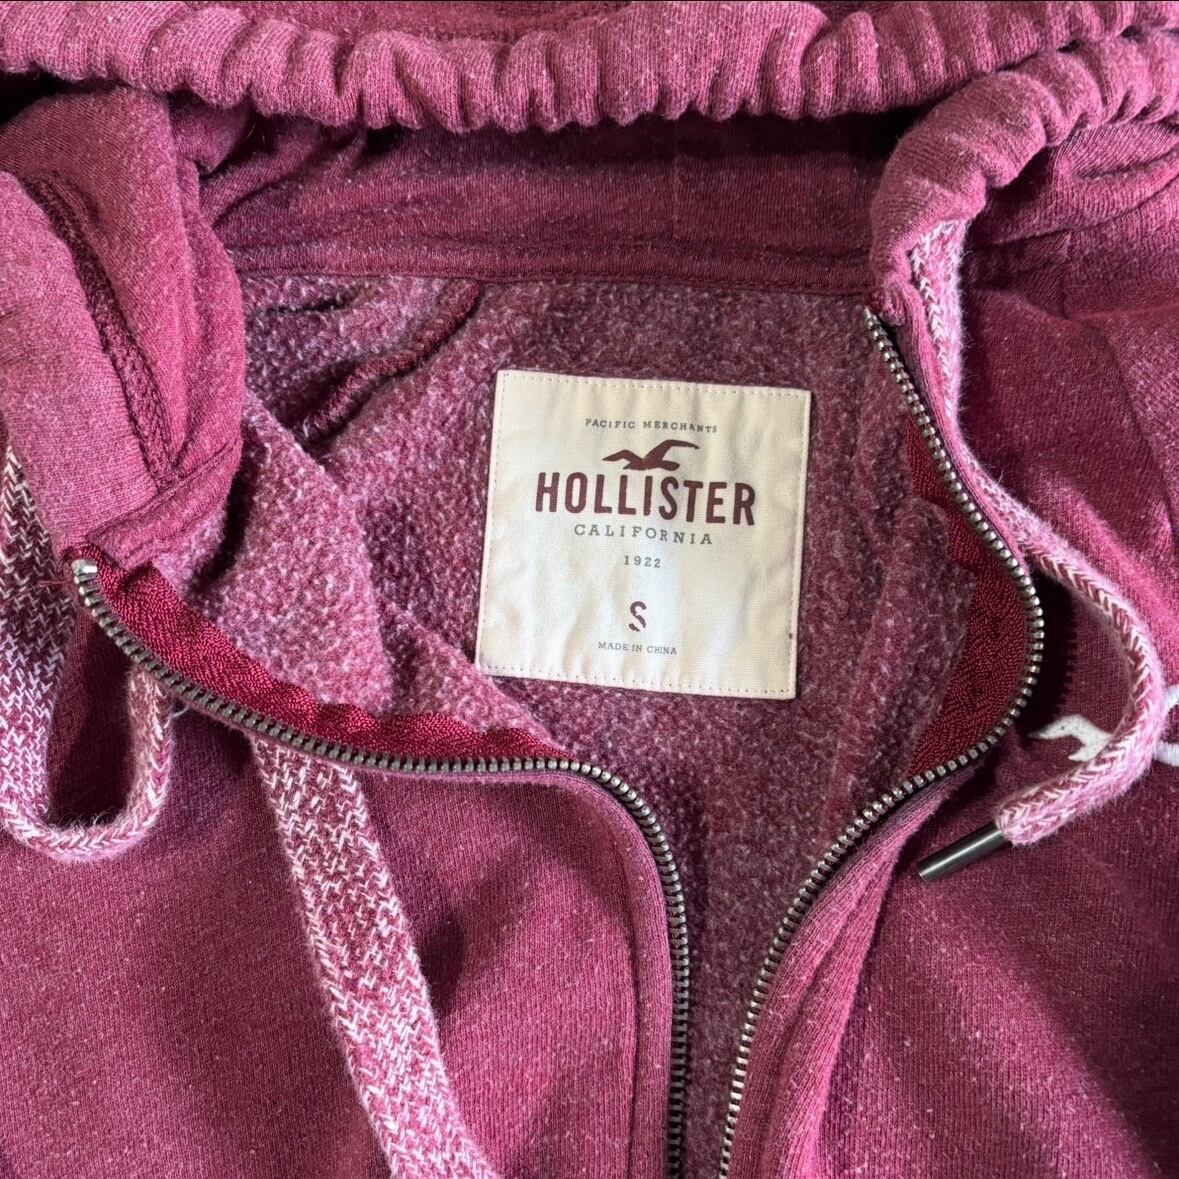 PACIFIC MERCHANTS
HOLLISTER
CALIFORNIA
1922
S
MADE IN CHINA